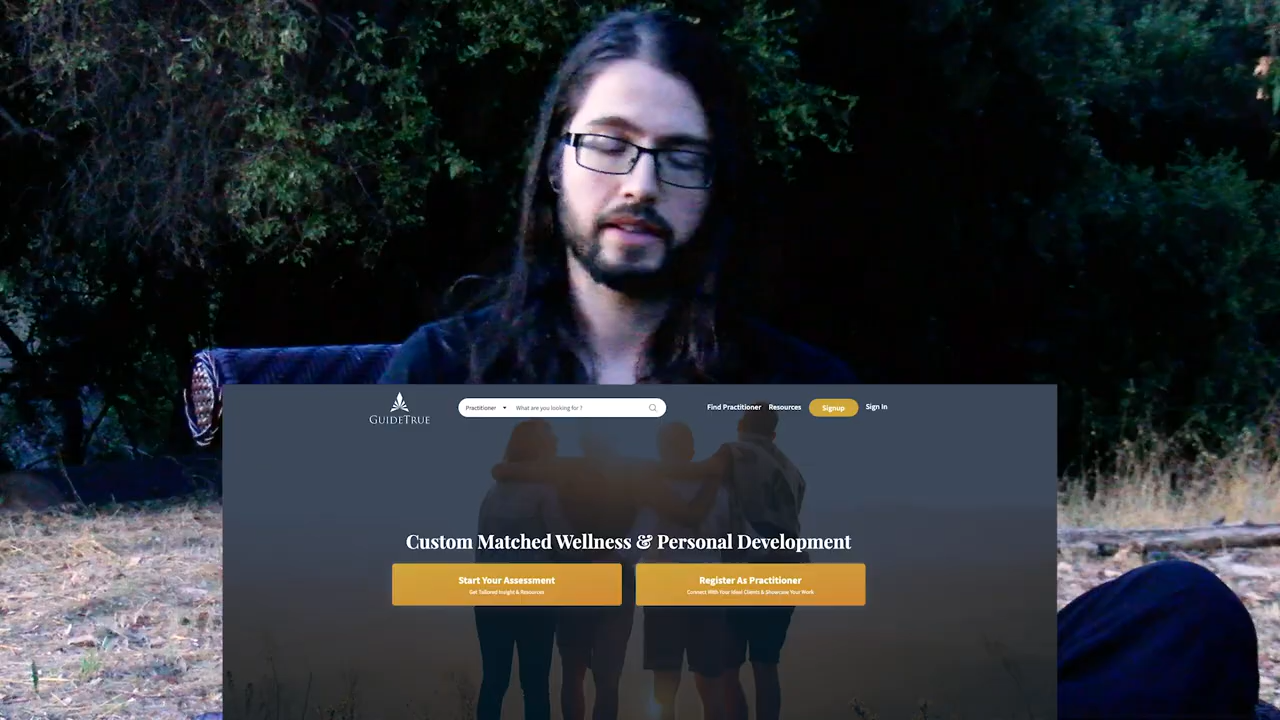 GUIDETRUE
Practitioner
What are you looking for ?
Find Practitioner
Resources
Signup
Sign In
Custom Matched Wellness & Personal Development
Start Your Assessment
Get Tailored Insight & Resources
Register As Practitioner
Connect With Your Ideal Clients & Showcase Your Work